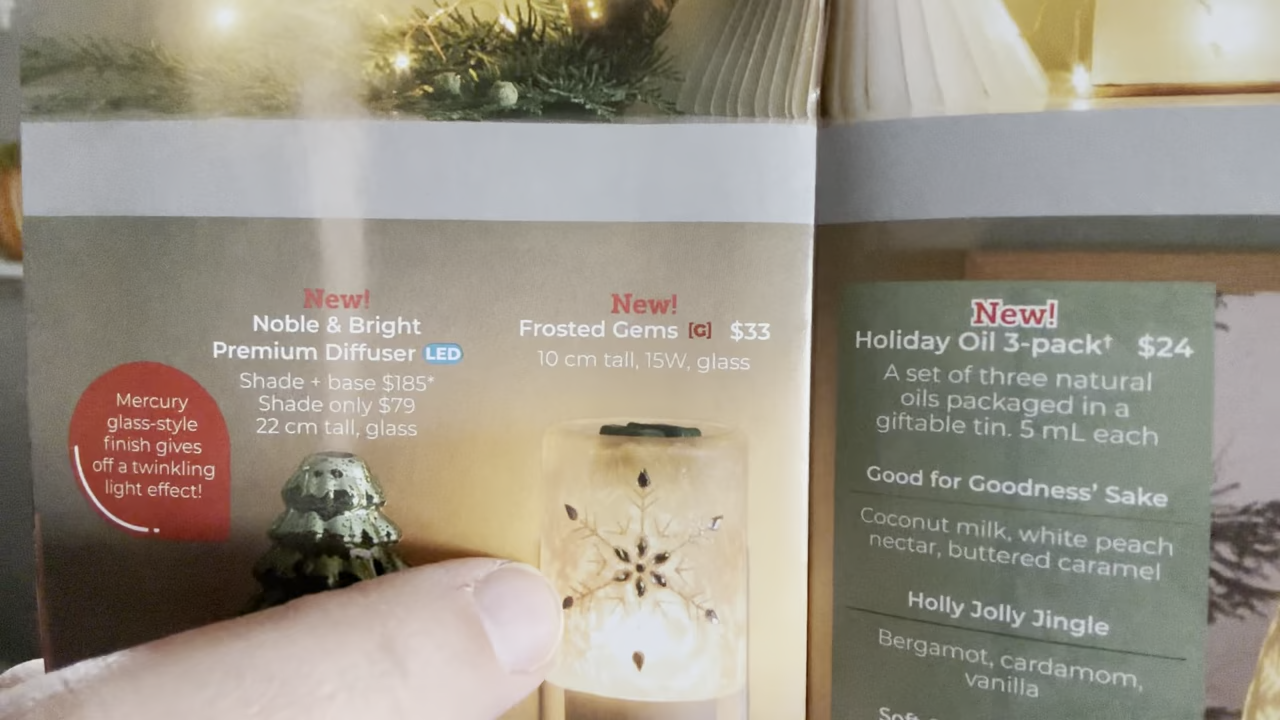 Mercury
glass-style
finish gives
off a twinkling
light effect!
New!
Noble & Bright
Premium Diffuser LED
Shade + base $185*
Shade only $79
22 cm tall, glass
New!
Frosted Gems [G] $33
10 cm tall, 15W, glass
New!
Holiday Oil 3-pack† $24
A set of three natural
oils packaged in a
giftable tin. 5 mL each
Good for Goodness' Sake
Coconut milk, white peach
nectar, buttered caramel
Holly Jolly Jingle
Bergamot, cardamom,
vanilla